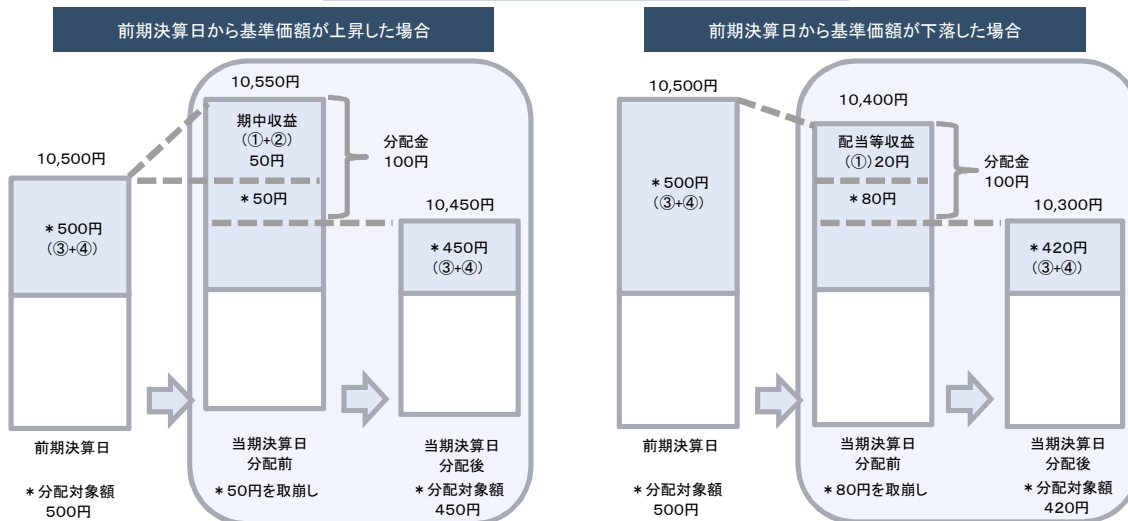 前期決算日から基準価額が上昇した場合
10,550円
期中収益
(①+②)
50円
分配金
100円
10,500円
*50円
10,450円
*500円
(③+④)
*450円
(③+④)
前期決算日
当期決算日
分配前
当期決算日
分配後
*分配対象額
500円
*50円を取崩し
*分配対象額
450円
前期決算日から基準価額が下落した場合
10,500円
10,400円
配当等収益
(①)20円
分配金
100円
*500円
(③+④)
*80円
10,300円
*420円
(③+④)
前期決算日
当期決算日
分配前
当期決算日
分配後
*分配対象額
500円
*80円を取崩し
*分配対象額
420円